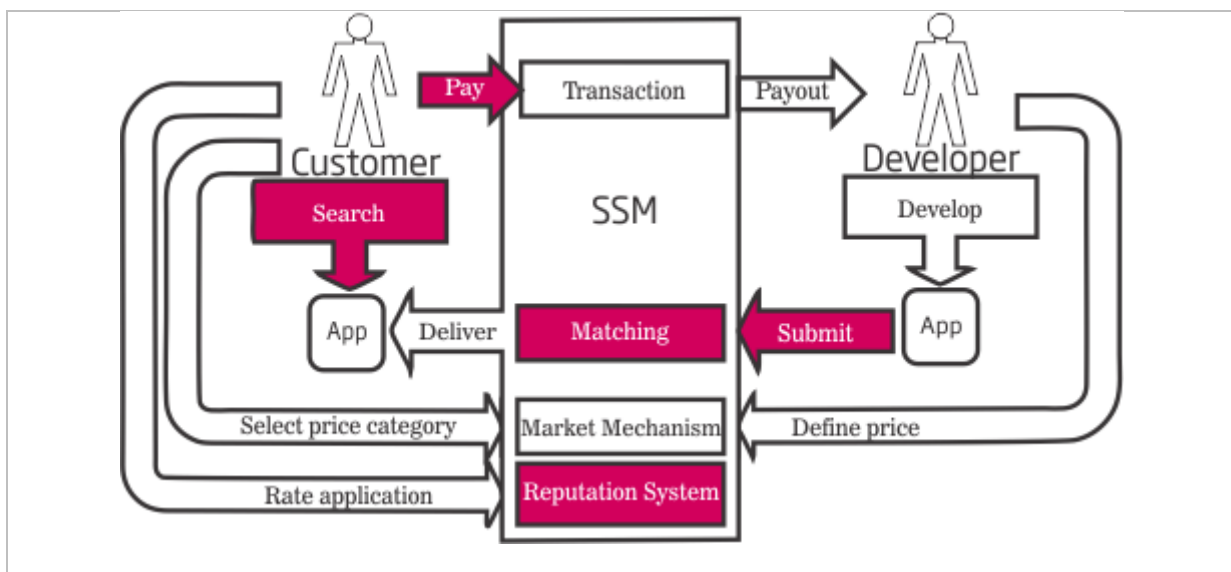 Pay
Transaction
Payout
Customer
Developer
Search
SSM
Develop
App
Deliver
Matching
Submit
App
Select price category
Market Mechanism
Define price
Rate application
Reputation System